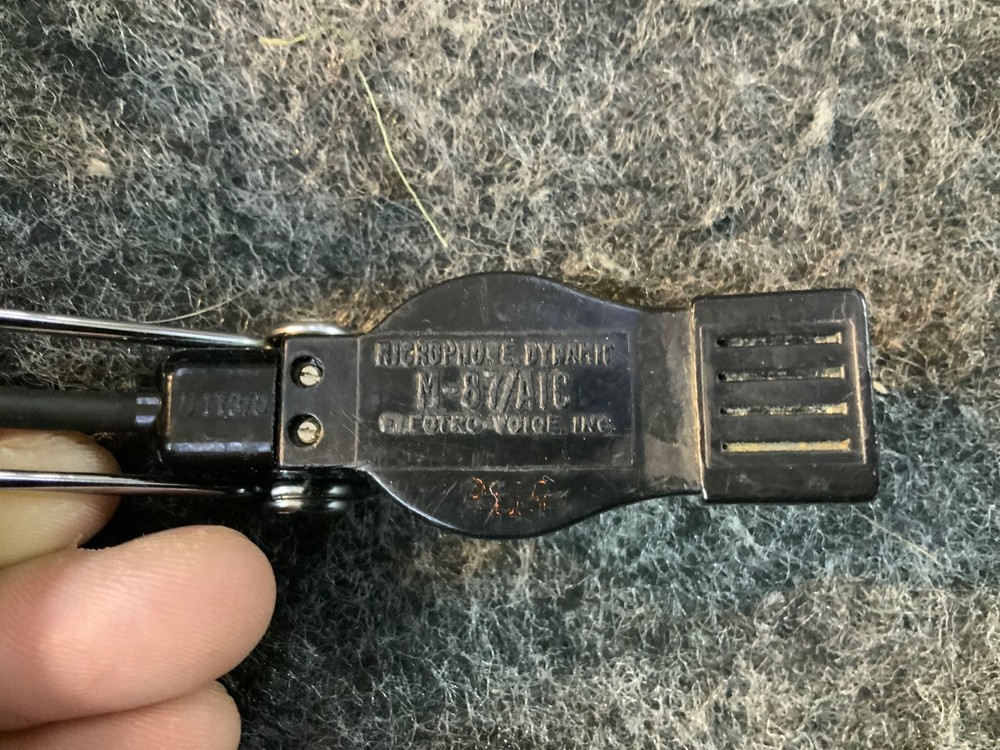 MICROPHONE, DYNAMIC
M-87/AIC
ELECTRO-VOICE, INC.